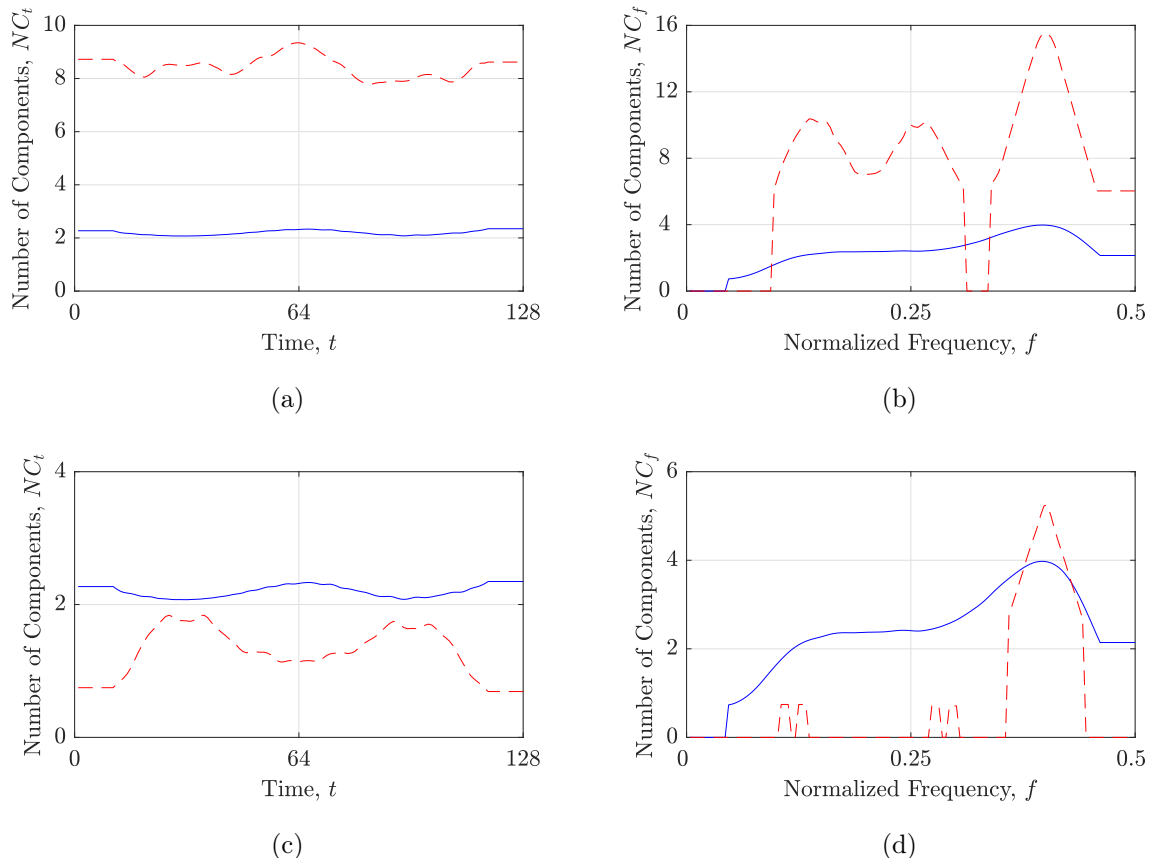 Number of Components, NC_t
10
8
6
4
2
0
0
64
128
Time, t
(a)
Number of Components, NC_f
16
12
8
4
0
0
0.25
0.5
Normalized Frequency, f
(b)
Number of Components, NC_t
4
2
0
0
64
128
Time, t
(c)
Number of Components, NC_f
6
4
2
0
0
0.25
0.5
Normalized Frequency, f
(d)